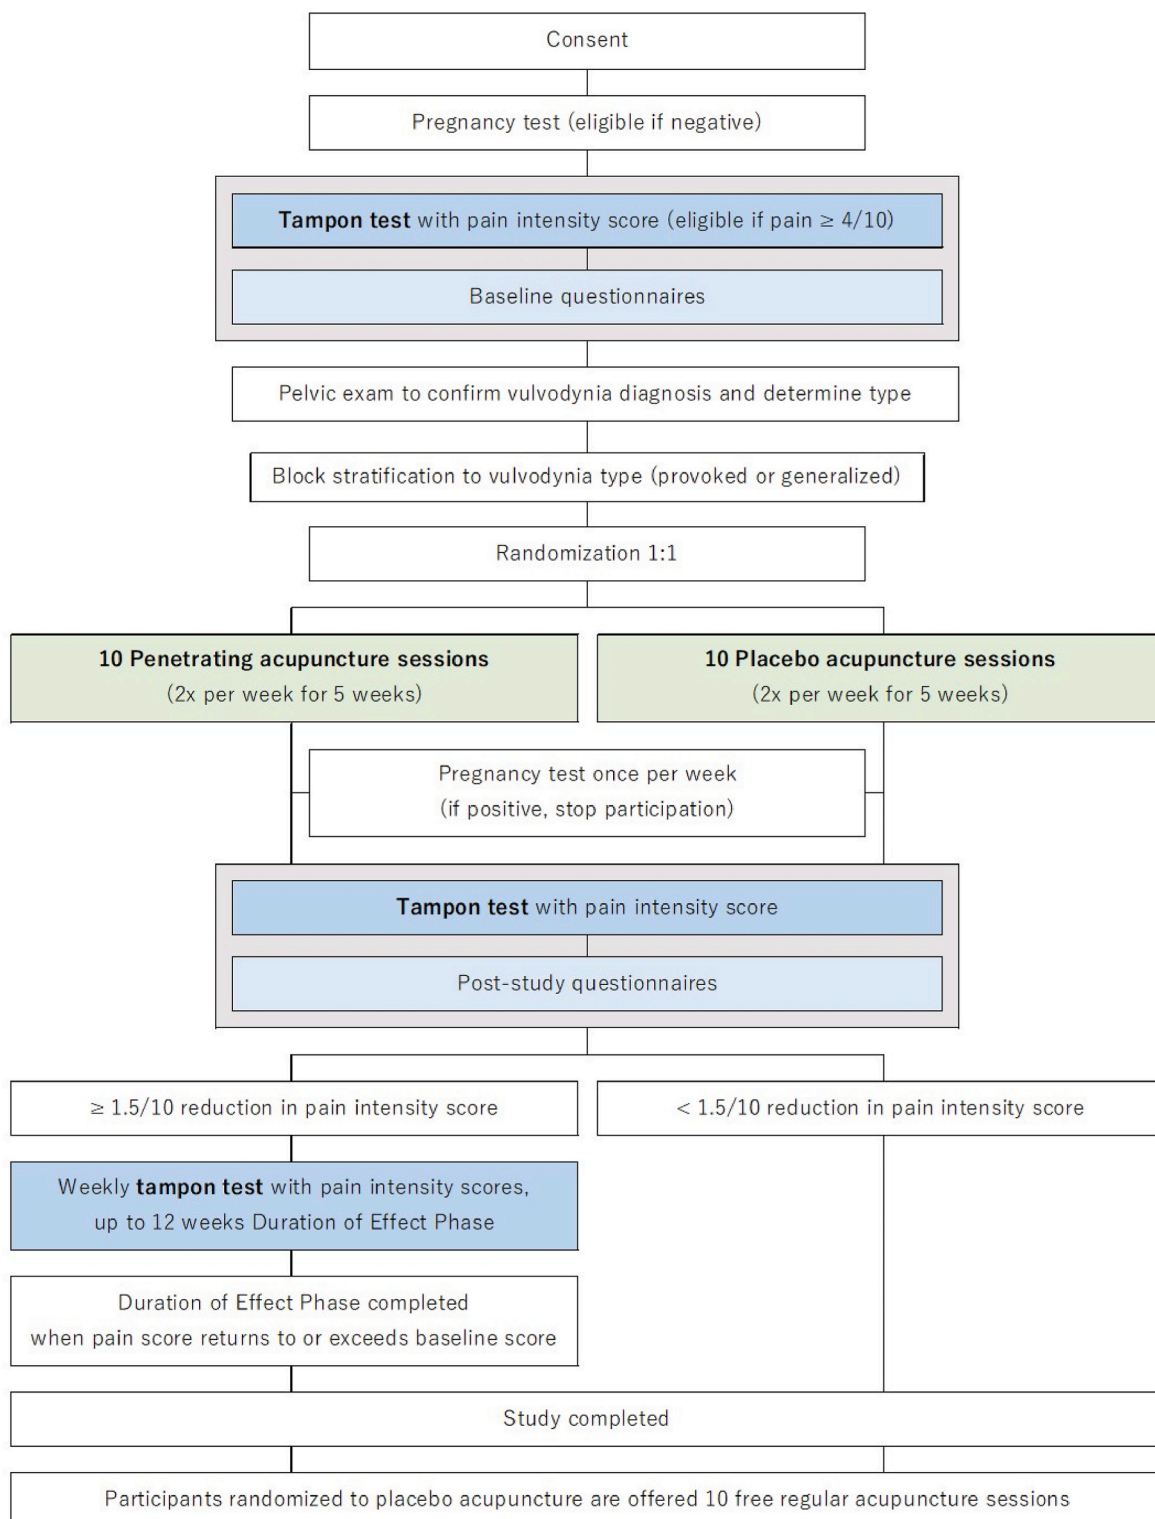 Consent
Pregnancy test (eligible if negative)
Tampon test with pain intensity score (eligible if pain ≥ 4/10)
Baseline questionnaires
Pelvic exam to confirm vulvodynia diagnosis and determine type
Block stratification to vulvodynia type (provoked or generalized)
Randomization 1:1
10 Penetrating acupuncture sessions
(2x per week for 5 weeks)
10 Placebo acupuncture sessions
(2x per week for 5 weeks)
Pregnancy test once per week
(if positive, stop participation)
Tampon test with pain intensity score
Post-study questionnaires
≥ 1.5/10 reduction in pain intensity score
< 1.5/10 reduction in pain intensity score
Weekly tampon test with pain intensity scores,
up to 12 weeks Duration of Effect Phase
Duration of Effect Phase completed
when pain score returns to or exceeds baseline score
Study completed
Participants randomized to placebo acupuncture are offered 10 free regular acupuncture sessions